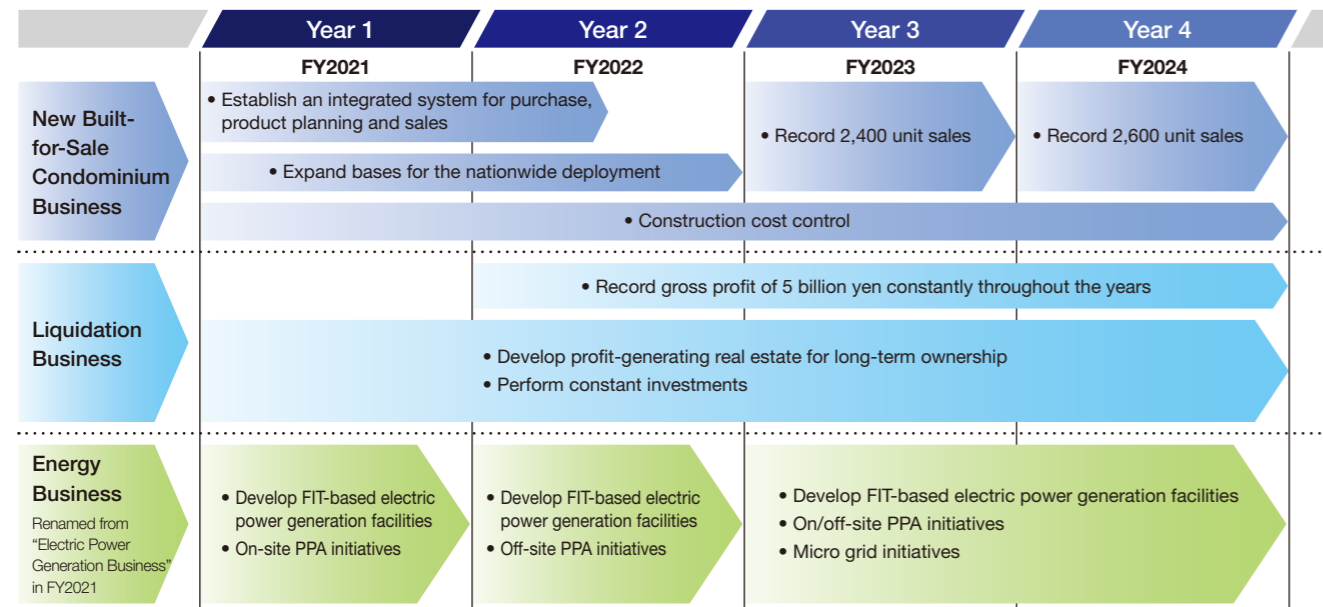 Year 1
Year 2
Year 3
Year 4
FY2021
FY2022
FY2023
FY2024
New Built-
for-Sale
Condominium
Business
• Establish an integrated system for purchase,
product planning and sales
• Expand bases for the nationwide deployment
• Record 2,400 unit sales
• Record 2,600 unit sales
• Construction cost control
Liquidation
Business
• Record gross profit of 5 billion yen constantly throughout the years
• Develop profit-generating real estate for long-term ownership
• Perform constant investments
Energy
Business
Renamed from
“Electric Power
Generation Business”
in FY2021
• Develop FIT-based electric
power generation facilities
• On-site PPA initiatives
• Develop FIT-based electric
power generation facilities
• Off-site PPA initiatives
• Develop FIT-based electric power generation facilities
• On/off-site PPA initiatives
• Micro grid initiatives